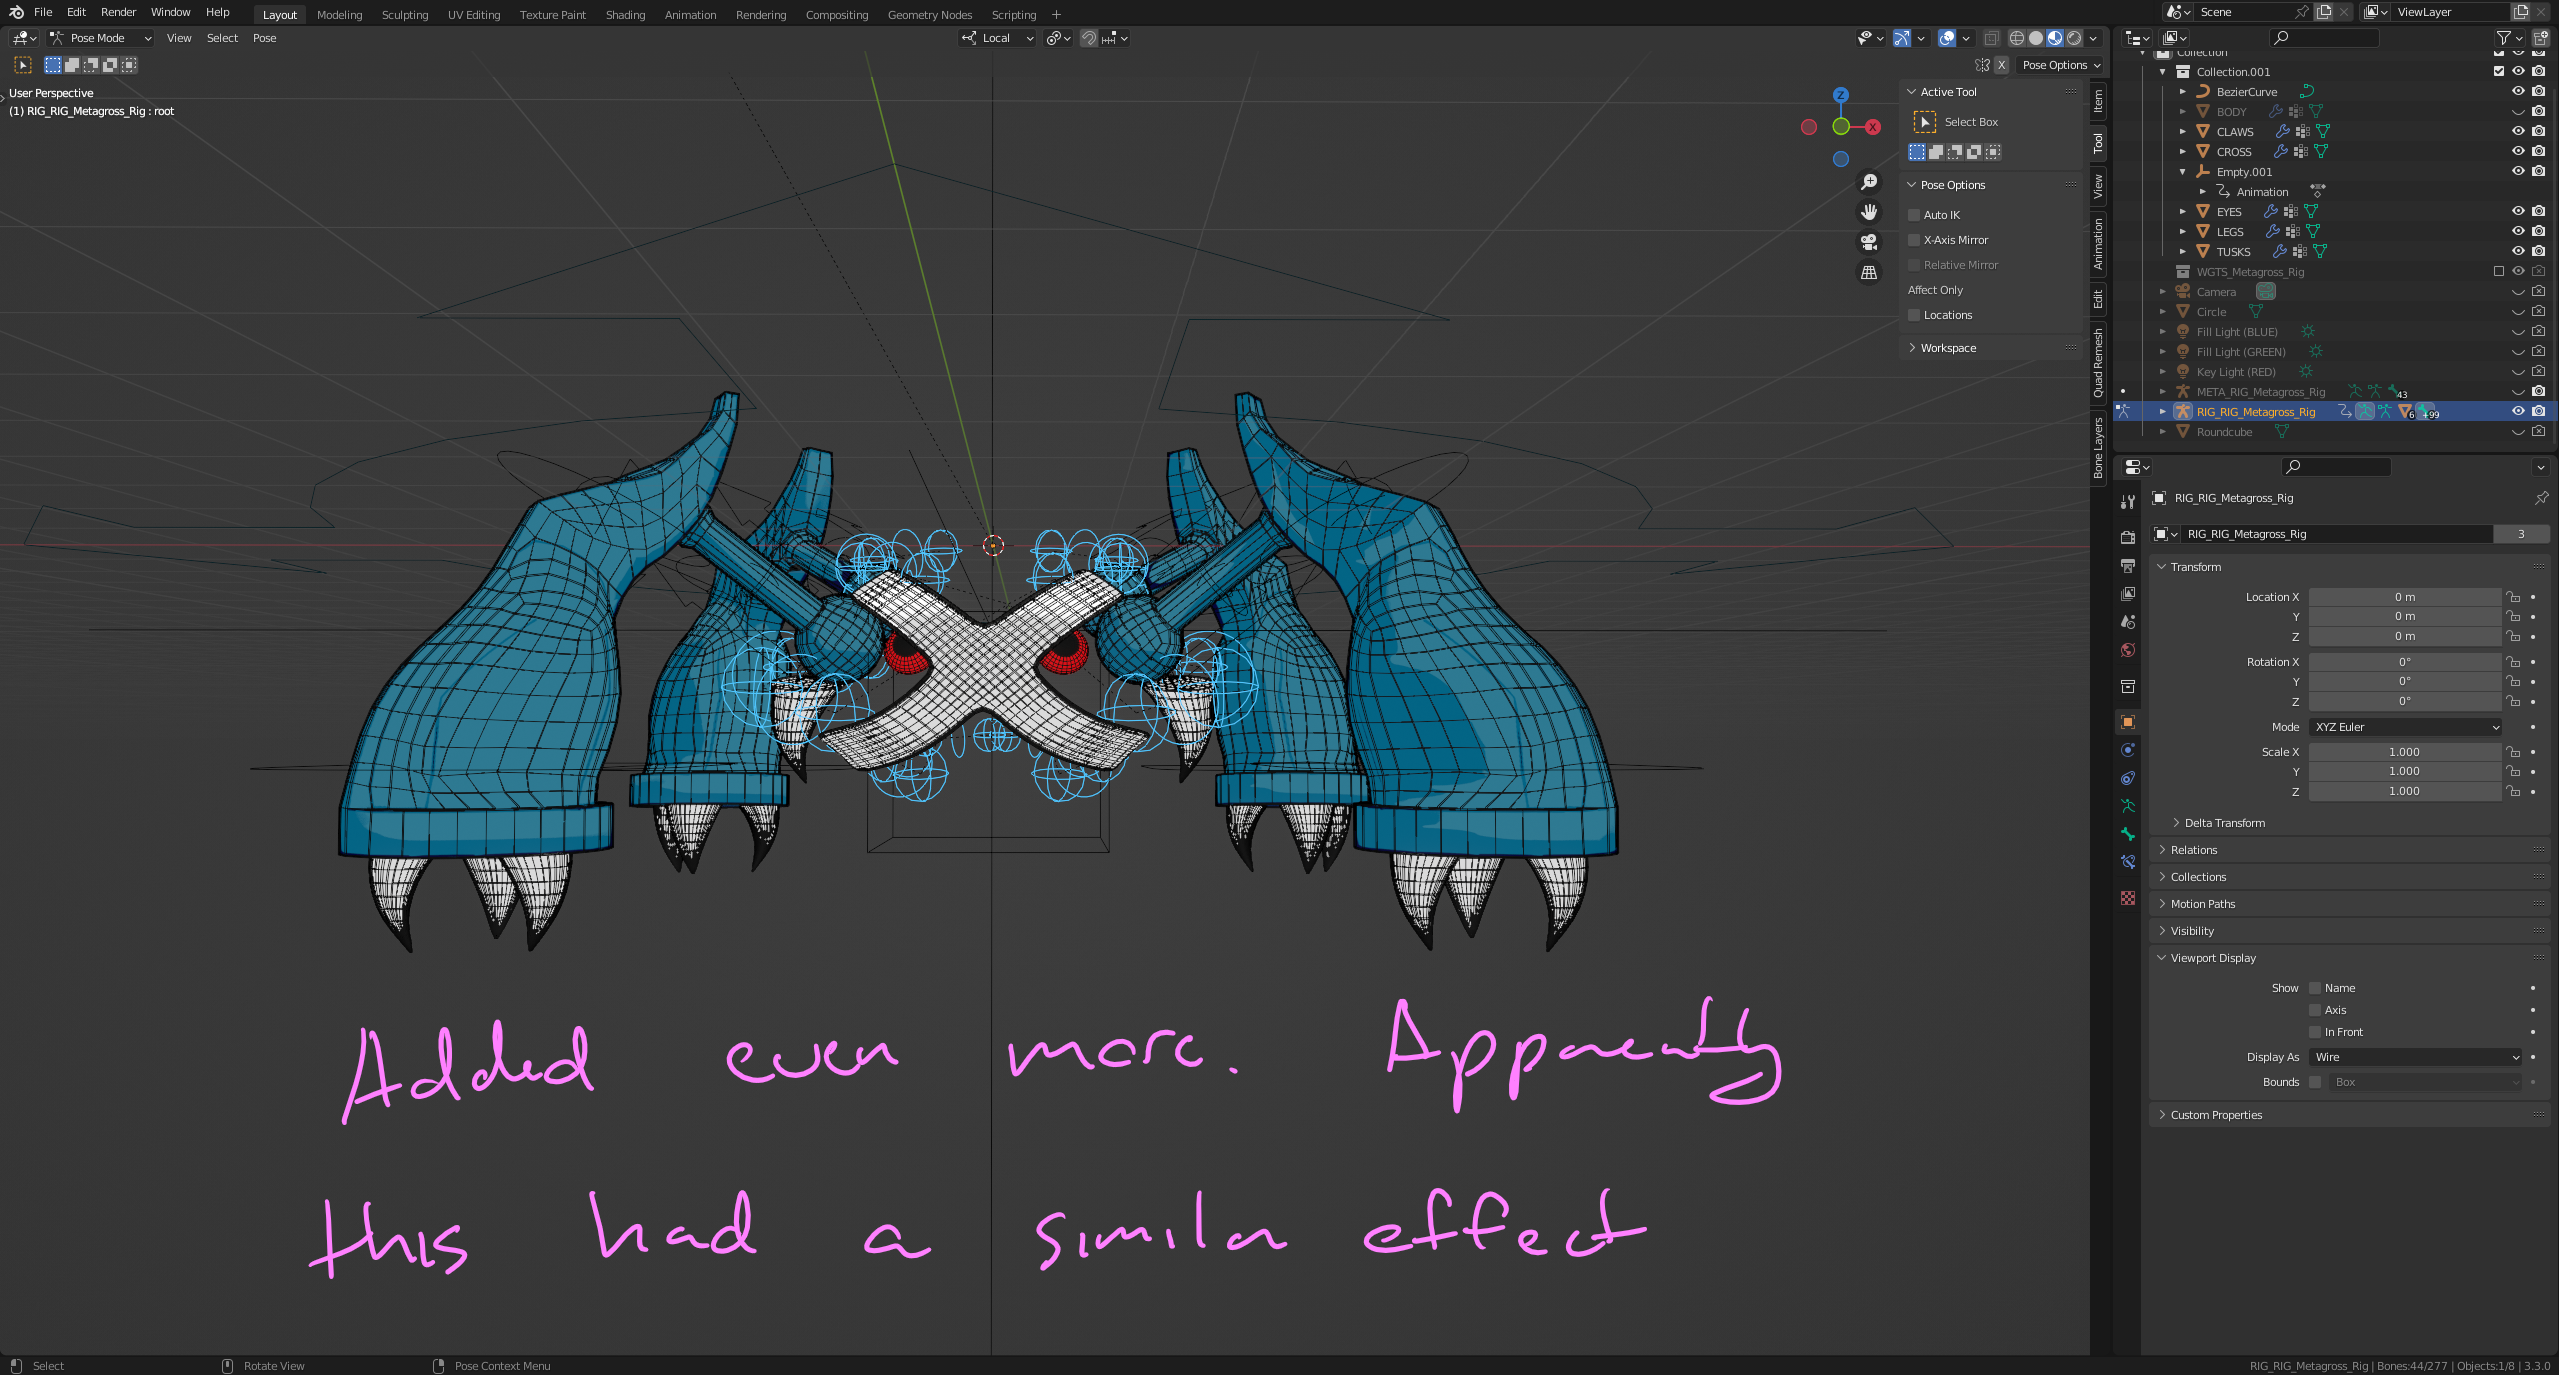 File Edit Render Window Help Layout Modeling Sculpting UV Editing Texture Paint Shading Animation Rendering Compositing Geometry Nodes Scripting + Scene ViewLayer
Pose Mode View Select Pose Local
X Pose Options
User Perspective
(1) RIG_RIG_Metagross_Rig : root
Z
X
Active Tool
Select Box
Pose Options
Auto IK
X-Axis Mirror
Relative Mirror
Affect Only
Locations
Workspace
Item
Tool
View
Animation
Edit
Quad Remesh
Bone Layers
Collection
Collection.001
BezierCurve
BODY
CLAWS
CROSS
Empty.001
Animation
EYES
LEGS
TUSKS
WGTS_Metagross_Rig
Camera
Circle
Fill Light (BLUE)
Fill Light (GREEN)
Key Light (RED)
META_RIG_Metagross_Rig 43
RIG_RIG_Metagross_Rig 6 +99
Roundcube
RIG_RIG_Metagross_Rig
RIG_RIG_Metagross_Rig 3
Transform
Location X 0 m
Y 0 m
Z 0 m
Rotation X 0°
Y 0°
Z 0°
Mode XYZ Euler
Scale X 1.000
Y 1.000
Z 1.000
Delta Transform
Relations
Collections
Motion Paths
Visibility
Viewport Display
Show Name
Axis
In Front
Display As Wire
Bounds Box
Custom Properties
Added even more. Apparently
this had a similar effect
Select Rotate View Pose Context Menu RIG_RIG_Metagross_Rig | Bones:44/277 | Objects:1/8 | 3.3.0